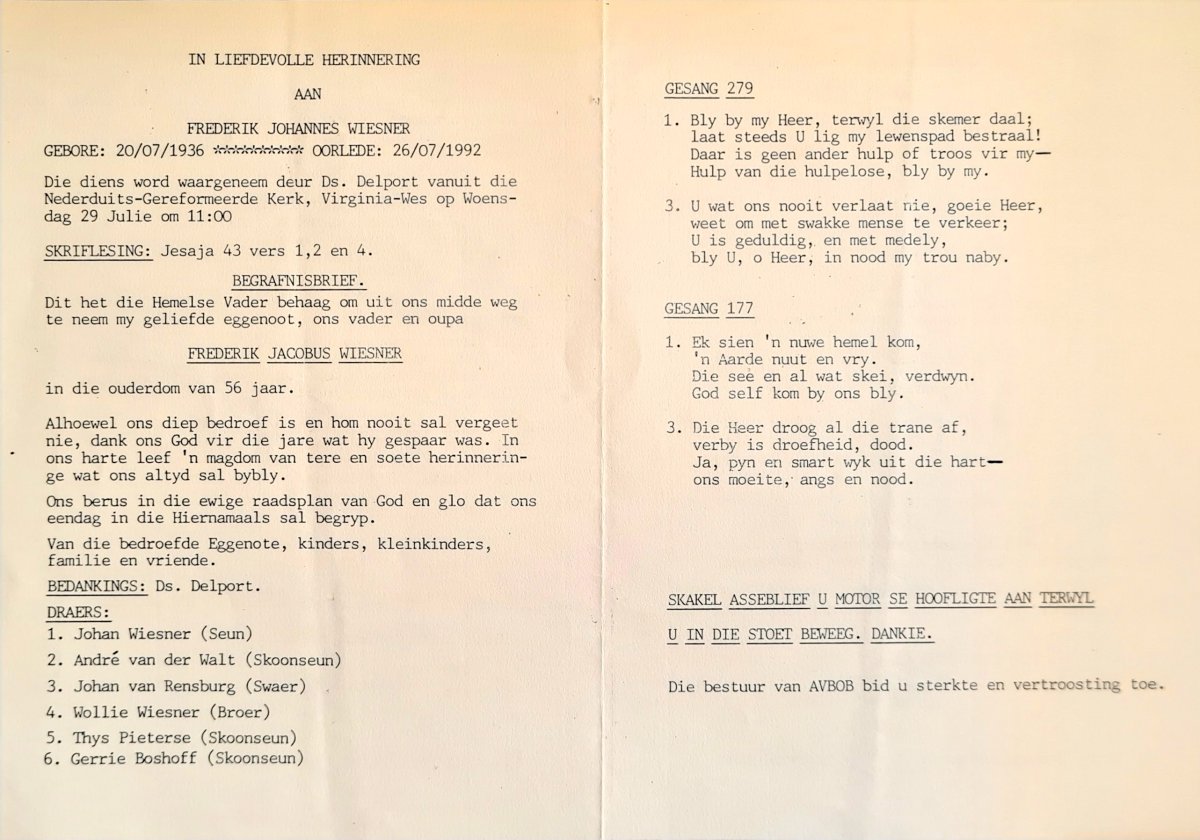 IN LIEFDEVOLLE HERINNERING
AAN
FREDERIK JOHANNES WIESNER
GEBORE: 20/07/1936 ********** OORLEDE: 26/07/1992
Die diens word waargeneem deur Ds. Delport vanuit die
Nederduits-Gereformeerde Kerk, Virginia-Wes op Woens-
dag 29 Julie om 11:00
SKRIFLESING: Jesaja 43 vers 1,2 en 4.
BEGRAFNISBRIEF.
Dit het die Hemelse Vader behaag om uit ons midde weg
te neem my geliefde eggenoot, ons vader en oupa
FREDERIK JACOBUS WIESNER
in die ouderdom van 56 jaar.
Alhoewel ons diep bedroef is en hom nooit sal vergeet
nie, dank ons God vir die jare wat hy gespaar was. In
ons harte leef 'n magdom van tere en soete herinnerin-
ge wat ons altyd sal bybly.
Ons berus in die ewige raadsplan van God en glo dat ons
eendag in die Hiernamaals sal begryp.
Van die bedroefde Eggenote, kinders, kleinkinders,
familie en vriende.
BEDANKINGS: Ds. Delport.
DRAERS:
1. Johan Wiesner (Seun)
2. André van der Walt (Skoonseun)
3. Johan van Rensburg (Swaer)
4. Wollie Wiesner (Broer)
5. Thys Pieterse (Skoonseun)
6. Gerrie Boshoff (Skoonseun)
GESANG 279
1. Bly by my Heer, terwyl die skemer daal;
laat steeds U lig my lewenspad bestraal!
Daar is geen ander hulp of troos vir my—
Hulp van die hulpelose, bly by my.
3. U wat ons nooit verlaat nie, goeie Heer,
weet om met swakke mense te verkeer;
U is geduldig, en met medely,
bly U, o Heer, in nood my trou naby.
GESANG 177
1. Ek sien 'n nuwe hemel kom,
'n Aarde nuut en vry.
Die see en al wat skei, verdwyn.
God self kom by ons bly.
3. Die Heer droog al die trane af,
verby is droefheid, dood.
Ja, pyn en smart wyk uit die hart—
ons moeite, angs en nood.
SKAKEL ASSEBLIEF U MOTOR SE HOOFLIGTE AAN TERWYL
U IN DIE STOET BEWEEG. DANKIE.
Die bestuur van AVBOB bid u sterkte en vertroosting toe.